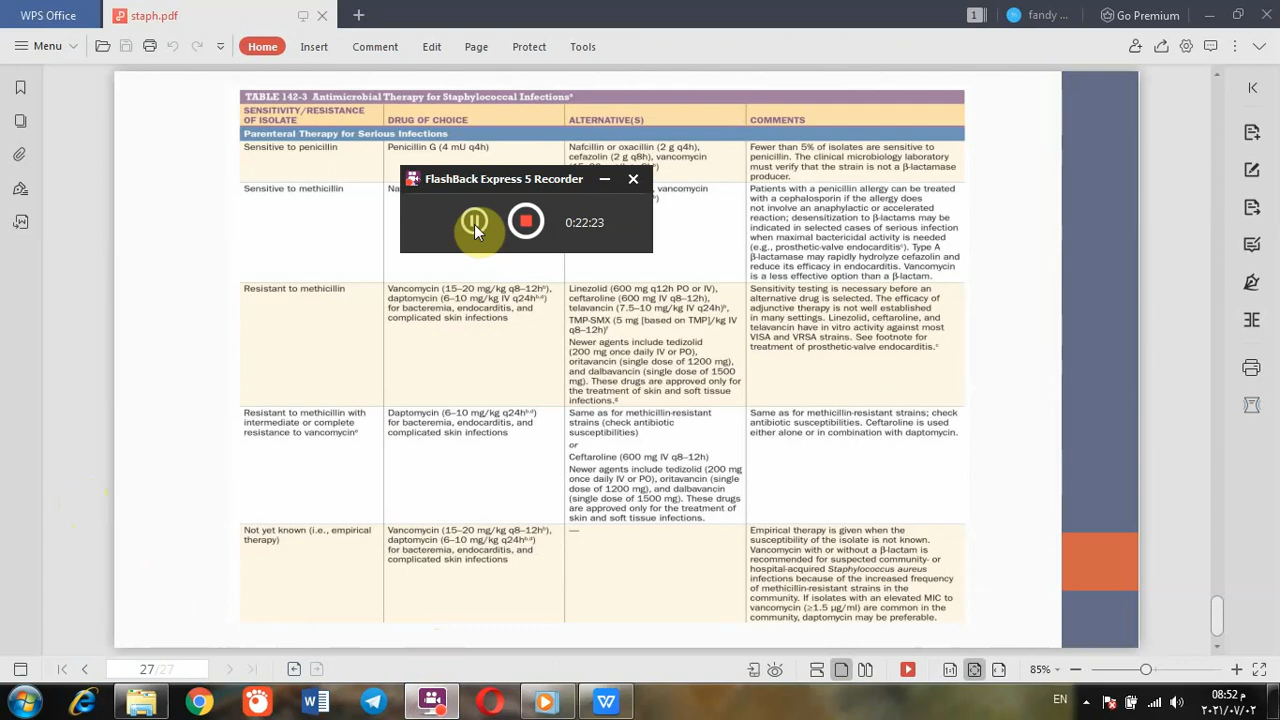 WPS Office
staph.pdf
1
fandy ...
Go Premium
Menu
Home
Insert
Comment
Edit
Page
Protect
Tools
TABLE 142-3 Antimicrobial Therapy for Staphylococcal Infectionsᵃ
SENSITIVITY/RESISTANCE
OF ISOLATE
DRUG OF CHOICE
ALTERNATIVE(S)
COMMENTS
Parenteral Therapy for Serious Infections
Sensitive to penicillin
Penicillin G (4 mU q4h)
Nafcillin or oxacillin (2 g q4h),
cefazolin (2 g q8h), vancomycin
Fewer than 5% of isolates are sensitive to
penicillin. The clinical microbiology laboratory
must verify that the strain is not a β-lactamase
producer.
Sensitive to methicillin
vancomycin
Patients with a penicillin allergy can be treated
with a cephalosporin if the allergy does
not involve an anaphylactic or accelerated
reaction; desensitization to β-lactams may be
indicated in selected cases of serious infection
when maximal bactericidal activity is needed
(e.g., prosthetic-valve endocarditisᶜ). Type A
β-lactamase may rapidly hydrolyze cefazolin and
reduce its efficacy in endocarditis. Vancomycin
is a less effective option than a β-lactam.
FlashBack Express 5 Recorder
0:22:23
Resistant to methicillin
Vancomycin (15–20 mg/kg q8–12hᵇ),
daptomycin (6–10 mg/kg IV q24hᵇ,ᵈ)
for bacteremia, endocarditis, and
complicated skin infections
Linezolid (600 mg q12h PO or IV),
ceftaroline (600 mg IV q8–12h),
telavancin (7.5–10 mg/kg IV q24h)ᵇ,
TMP-SMX (5 mg [based on TMP]/kg IV
q8–12h)ᶠ
Newer agents include tedizolid
(200 mg once daily IV or PO),
oritavancin (single dose of 1200 mg),
and dalbavancin (single dose of 1500
mg). These drugs are approved only for
the treatment of skin and soft tissue
infections.ᵍ
Sensitivity testing is necessary before an
alternative drug is selected. The efficacy of
adjunctive therapy is not well established
in many settings. Linezolid, ceftaroline, and
telavancin have in vitro activity against most
VISA and VRSA strains. See footnote for
treatment of prosthetic-valve endocarditis.ᶜ
Resistant to methicillin with
intermediate or complete
resistance to vancomycinᵉ
Daptomycin (6–10 mg/kg q24hᵇ,ᵈ)
for bacteremia, endocarditis, and
complicated skin infections
Same as for methicillin-resistant
strains (check antibiotic
susceptibilities)
or
Ceftaroline (600 mg IV q8–12h)
Newer agents include tedizolid (200 mg
once daily IV or PO), oritavancin (single
dose of 1200 mg), and dalbavancin
(single dose of 1500 mg). These drugs
are approved only for the treatment of
skin and soft tissue infections.
Same as for methicillin-resistant strains; check
antibiotic susceptibilities. Ceftaroline is used
either alone or in combination with daptomycin.
Not yet known (i.e., empirical
therapy)
Vancomycin (15–20 mg/kg q8–12hᵇ),
daptomycin (6–10 mg/kg q24hᵇ,ᵈ)
for bacteremia, endocarditis, and
complicated skin infections
—
Empirical therapy is given when the
susceptibility of the isolate is not known.
Vancomycin with or without a β-lactam is
recommended for suspected community- or
hospital-acquired Staphylococcus aureus
infections because of the increased frequency
of methicillin-resistant strains in the
community. If isolates with an elevated MIC to
vancomycin (≥1.5 μg/ml) are common in the
community, daptomycin may be preferable.
27/27
85%
EN
08:52 م
٢٠٢١/٠٧/٠٢